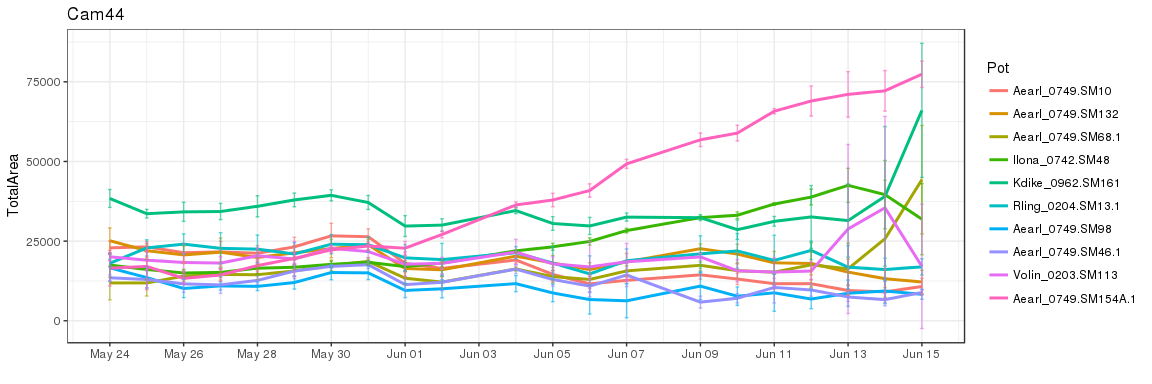 Cam44
TotalArea
75000
50000
25000
0
May 24 May 26 May 28 May 30 Jun 01 Jun 03 Jun 05 Jun 07 Jun 09 Jun 11 Jun 13 Jun 15
Pot
Aearl_0749.SM10
Aearl_0749.SM132
Aearl_0749.SM68.1
Ilona_0742.SM48
Kdike_0962.SM161
Rling_0204.SM13.1
Aearl_0749.SM98
Aearl_0749.SM46.1
Volin_0203.SM113
Aearl_0749.SM154A.1